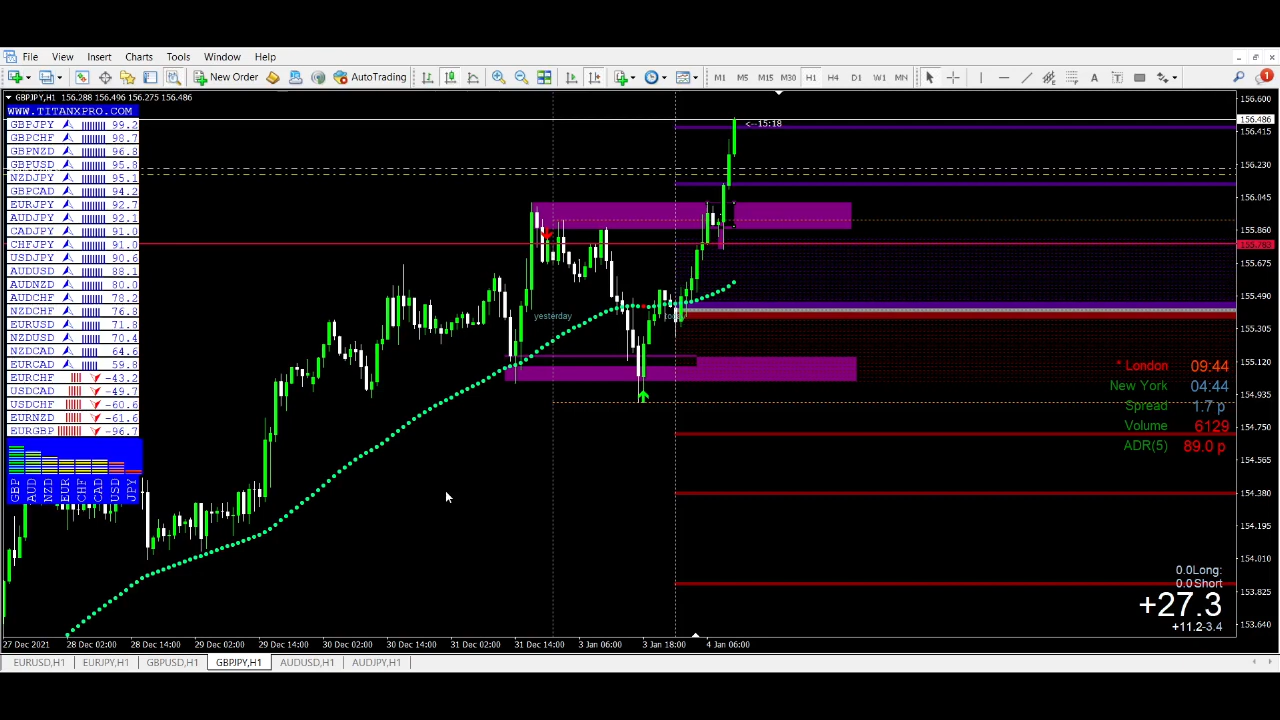 File View Insert Charts Tools Window Help
New Order AutoTrading M1 M5 M15 M30 H1 H4 D1 W1 MN
GBPJPY,H1 156.288 156.496 156.275 156.486
WWW.TITANXPRO.COM
GBPJPY 99.2
GBPCHF 98.7
GBPNZD 96.8
GBPUSD 95.8
NZDJPY 95.1
GBPCAD 94.2
EURJPY 92.7
AUDJPY 92.1
CADJPY 91.0
CHFJPY 91.0
USDJPY 90.6
AUDUSD 88.1
AUDNZD 80.0
AUDCHF 78.2
NZDCHF 76.8
EURUSD 71.8
NZDUSD 70.4
NZDCAD 64.6
EURCAD 59.8
EURCHF -43.2
USDCAD -49.7
USDCHF -60.6
EURNZD -61.6
EURGBP -96.7
GBP AUD NZD EUR CHF CAD USD JPY
<--15:18
yesterday
* London 09:44
New York 04:44
Spread 1.7 p
Volume 6129
ADR(5) 89.0 p
0.0Long:
0.0Short
+27.3
+11.2-3.4
156.600
156.486
156.415
156.230
156.045
155.860
155.783
155.675
155.490
155.305
155.120
154.935
154.750
154.565
154.380
154.010
153.825
153.640
27 Dec 2021 28 Dec 02:00 28 Dec 14:00 29 Dec 02:00 29 Dec 14:00 30 Dec 02:00 30 Dec 14:00 31 Dec 02:00 31 Dec 14:00 3 Jan 06:00 3 Jan 18:00 4 Jan 06:00
EURUSD,H1 EURJPY,H1 GBPUSD,H1 GBPJPY,H1 AUDUSD,H1 AUDJPY,H1